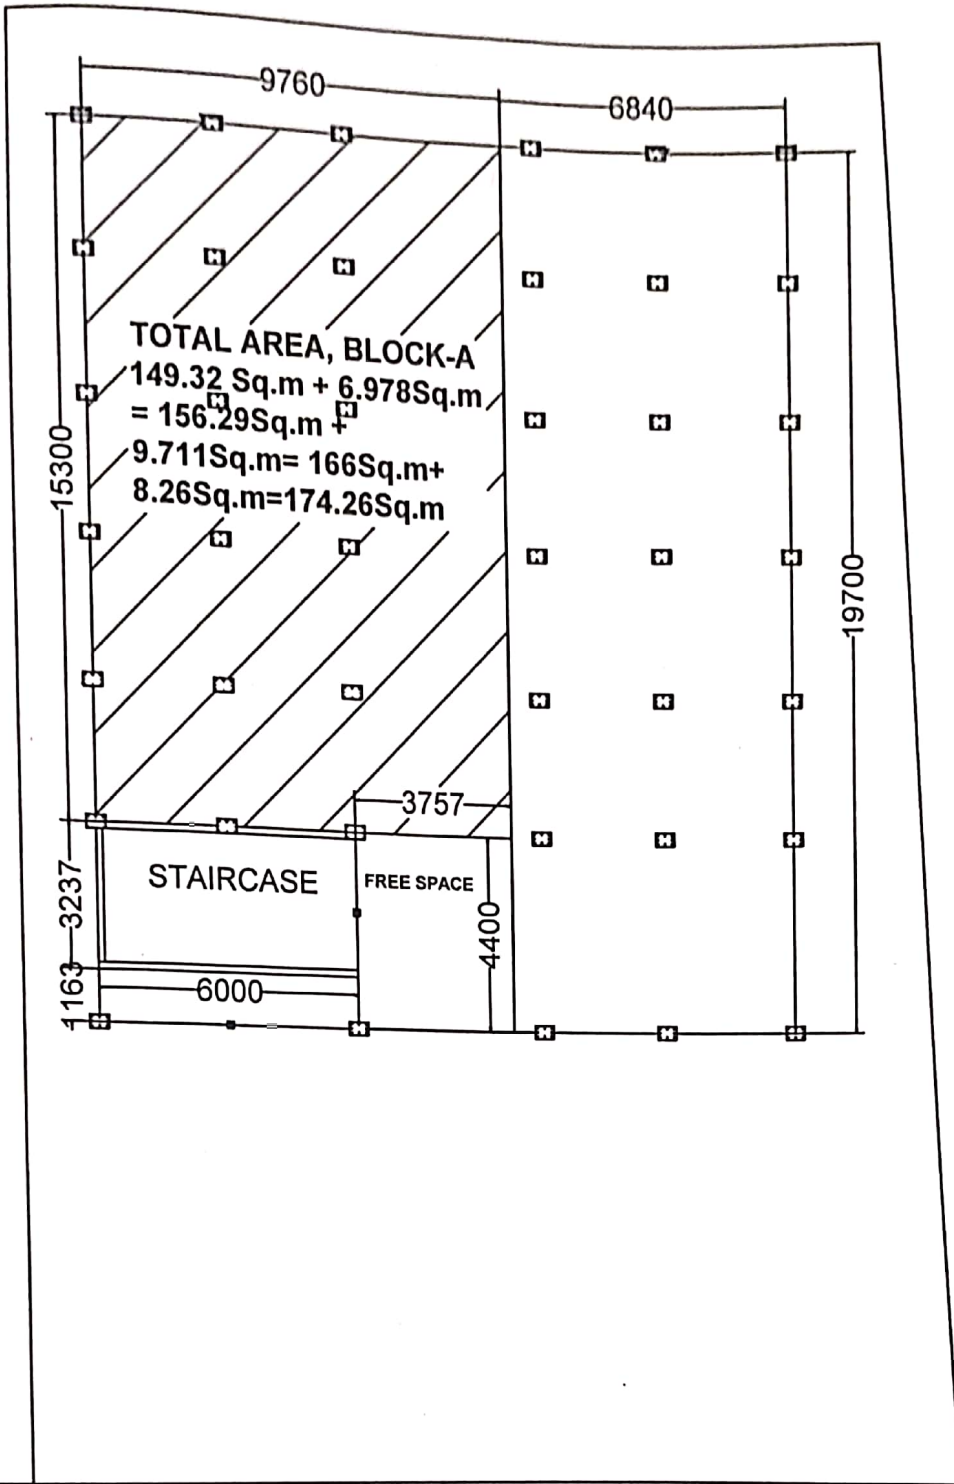 9760
6840
TOTAL AREA, BLOCK-A
149.32 Sq.m + 6.978Sq.m
= 156.29Sq.m +
9.711Sq.m= 166Sq.m+
8.26Sq.m=174.26Sq.m
15300
19700
3757
STAIRCASE
FREE SPACE
3237
4400
1163
6000